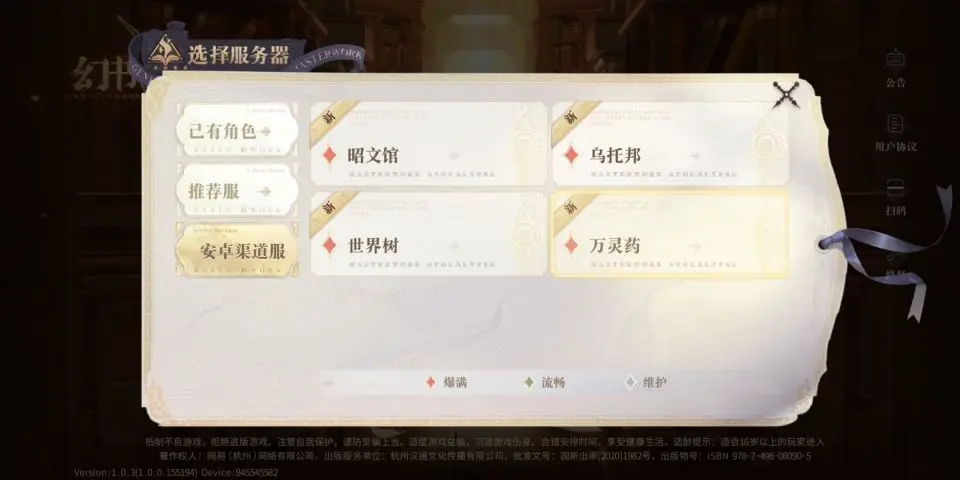 选择服务器
MASTERWORK
幻书
已有角色
推荐服
安卓渠道服
新
昭文馆
MASTERWORK APOCALYPSE
新
乌托邦
MASTERWORK APOCALYPSE
新
世界树
MASTERWORK APOCALYPSE
新
万灵药
MASTERWORK APOCALYPSE
爆满
流畅
维护
公告
用户协议
扫码
抵制不良游戏，拒绝盗版游戏。注意自我保护，谨防受骗上当。适度游戏益脑，沉迷游戏伤身。合理安排时间，享受健康生活。适龄提示：适合16岁以上的玩家进入
著作权人：网易（杭州）网络有限公司，出版服务单位：杭州汉唐文化传播有限公司，批准文号：国新出审[2020]1982号，出版物号：ISBN 978-7-498-08090-5
Version:1.0.3(1.0.0.155194) Device:945545582